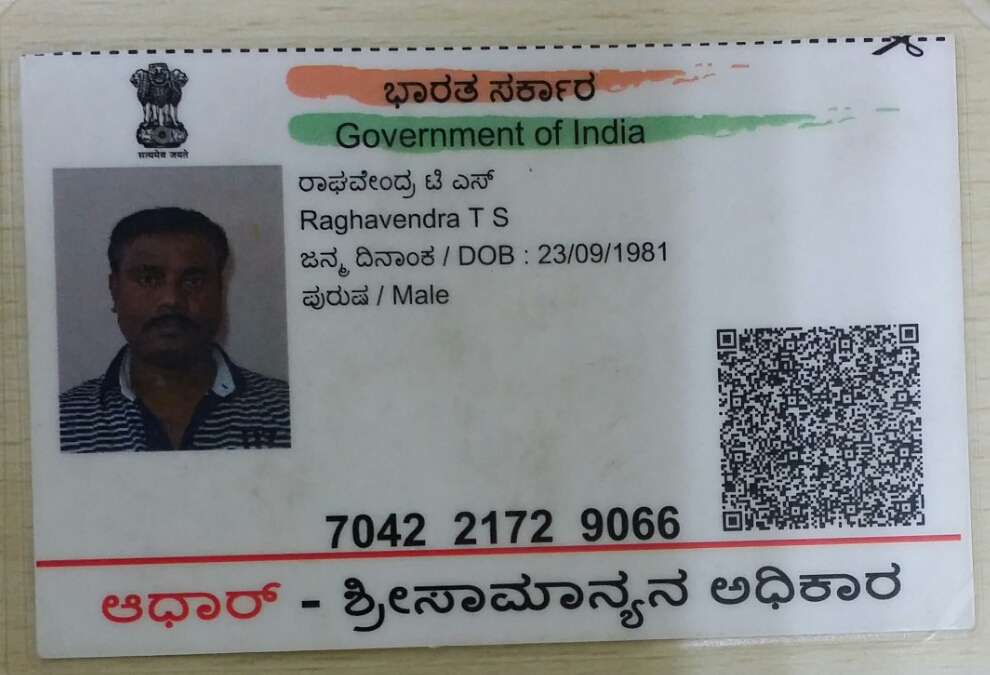 ಭಾರತ ಸರ್ಕಾರ
Government of India
सत्यमेव जयते
ರಾಘವೇಂದ್ರ ಟಿ ಎಸ್
Raghavendra T S
ಜನ್ಮ ದಿನಾಂಕ / DOB : 23/09/1981
ಪುರುಷ / Male
7042 2172 9066
ಆಧಾರ್ - ಶ್ರೀಸಾಮಾನ್ಯನ ಅಧಿಕಾರ